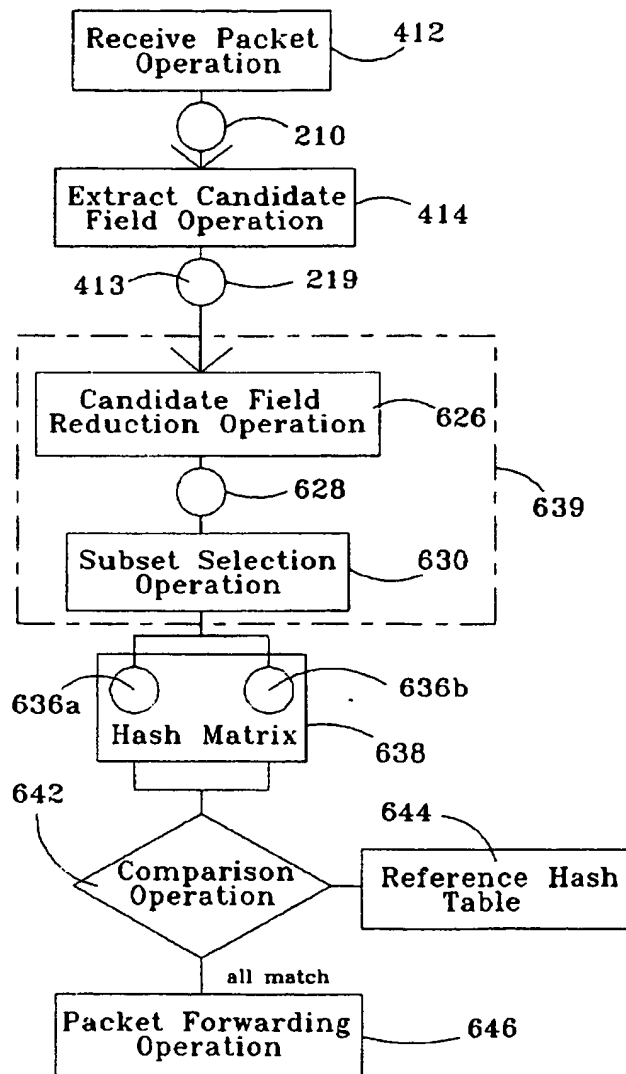 Receive Packet
Operation
412
210
Extract Candidate
Field Operation
414
413
219
Candidate Field
Reduction Operation
626
628
639
Subset Selection
Operation
630
636a
636b
Hash Matrix
638
642
644
Comparison
Operation
Reference Hash
Table
all match
Packet Forwarding
Operation
646